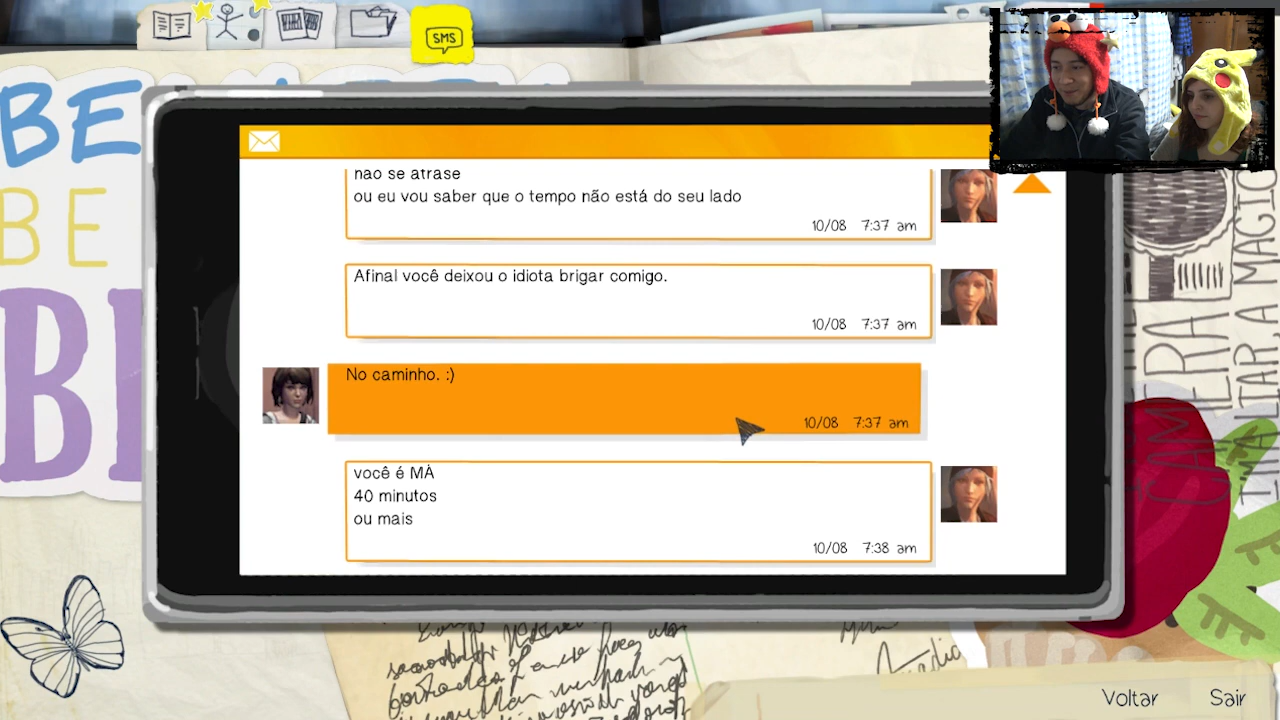 SMS
BE
BE
não se atrase
ou eu vou saber que o tempo não está do seu lado
10/08 7:37 am
Afinal você deixou o idiota brigar comigo.
10/08 7:37 am
No caminho. :)
10/08 7:37 am
você é MÀ
40 minutos
ou mais
10/08 7:38 am
Voltar Sair